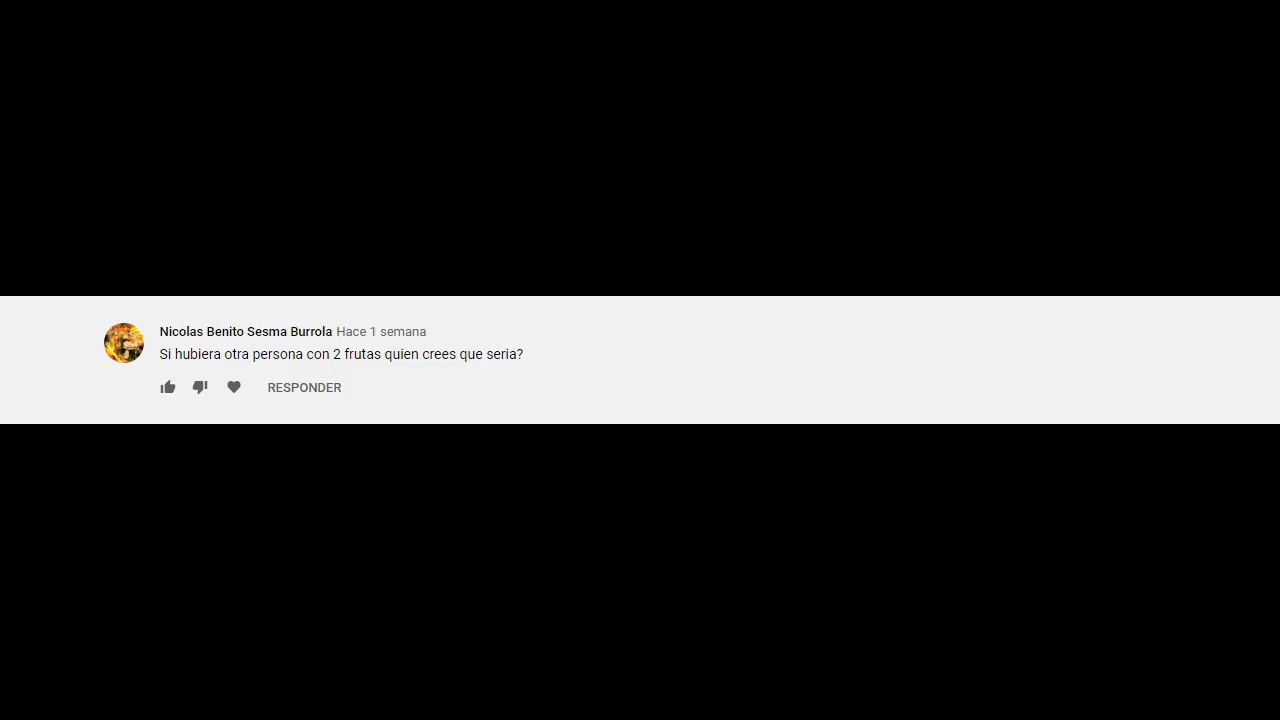 Nicolas Benito Sesma Burrola Hace 1 semana
Si hubiera otra persona con 2 frutas quien crees que seria?
RESPONDER